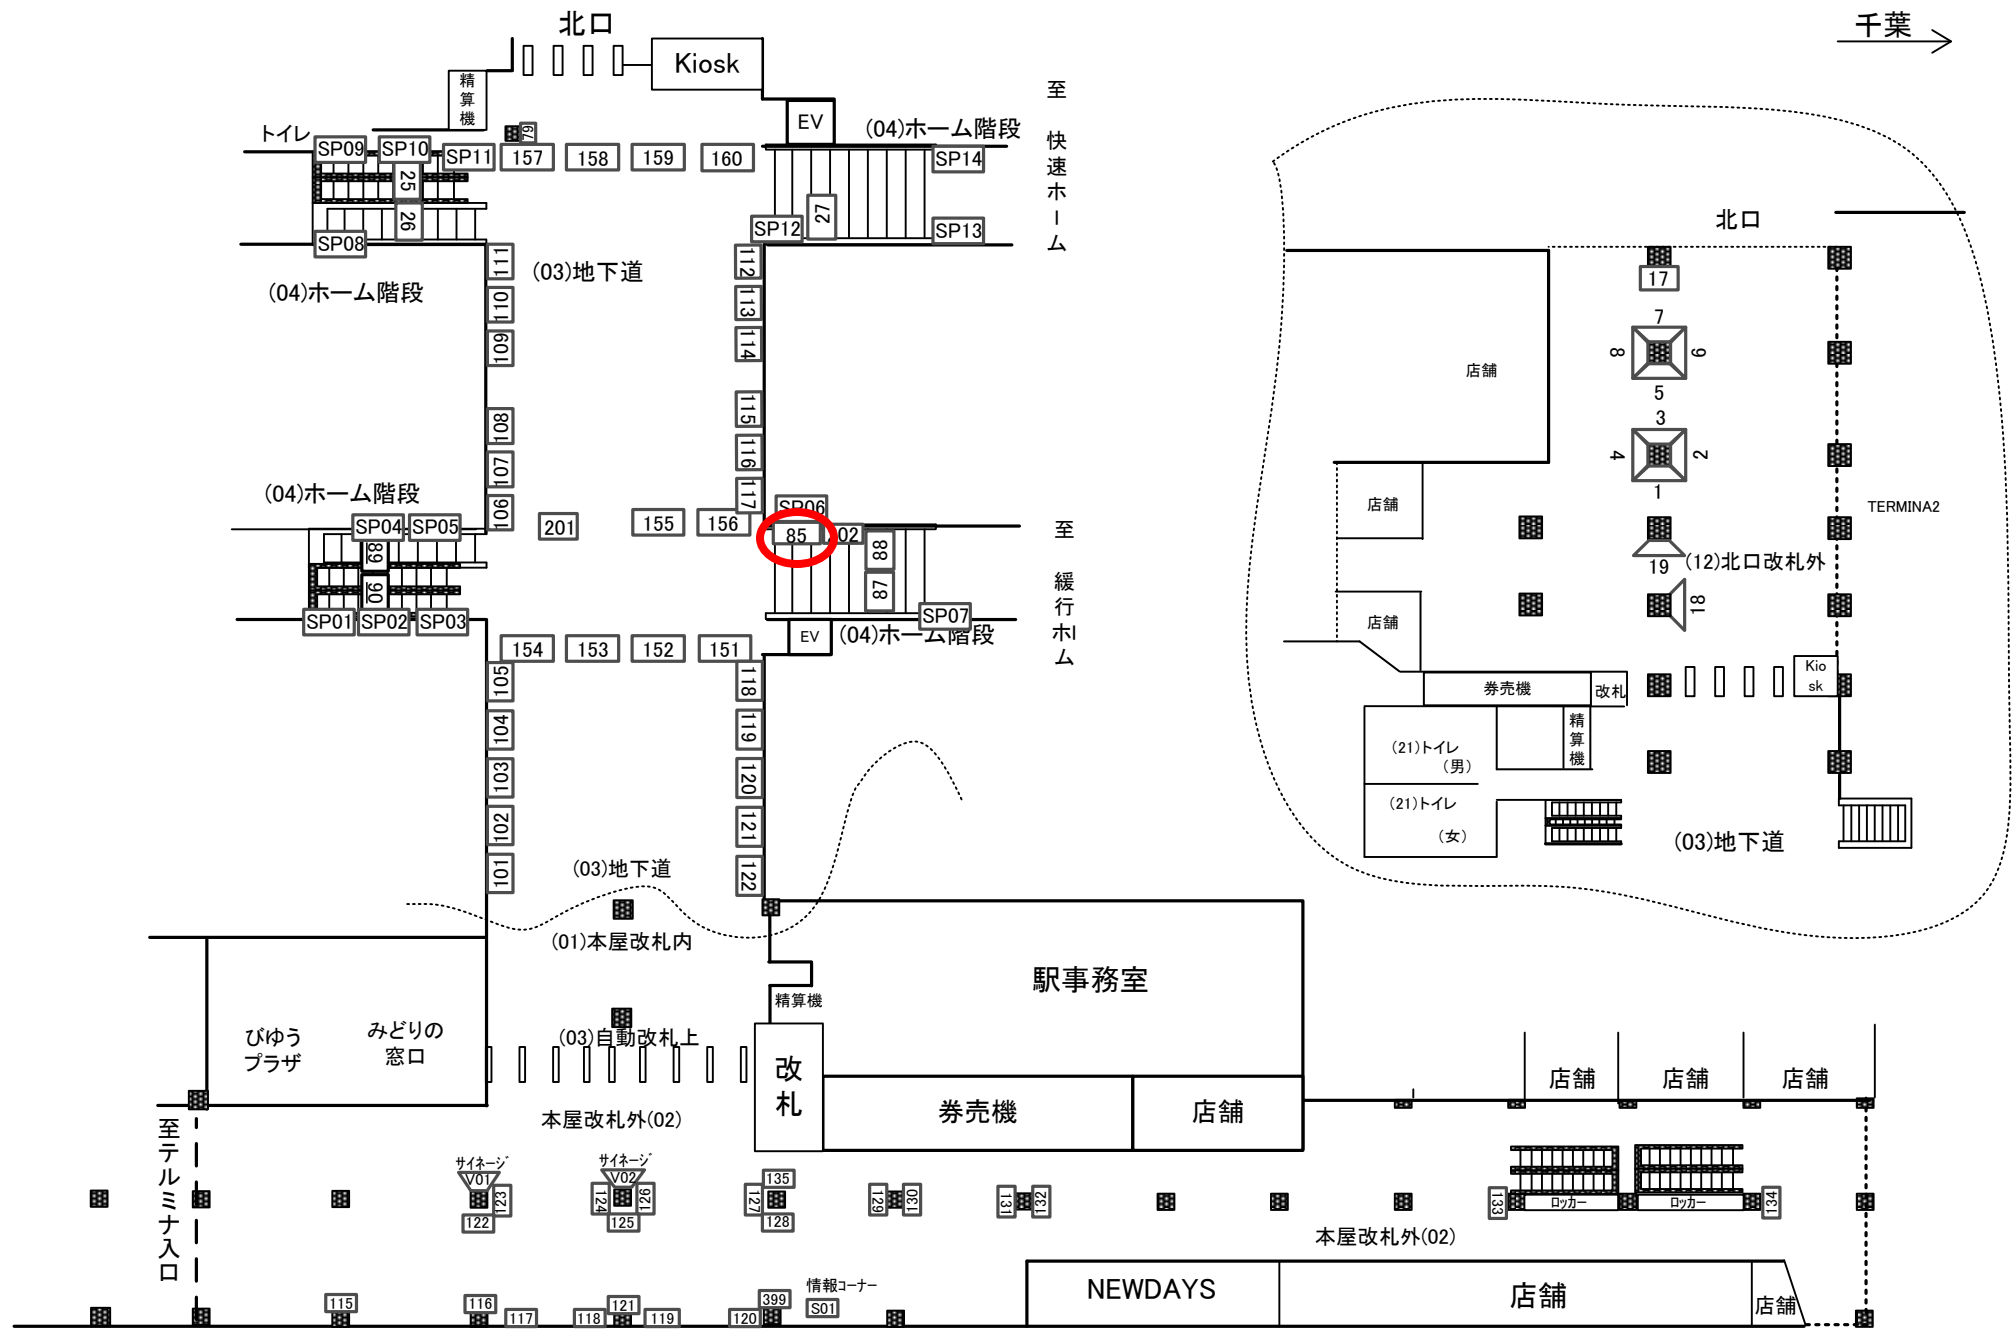 北口
千葉
Kiosk
精算機
EV
至 快速ホーム
トイレ
79
(04)ホーム階段
SP09
SP10
SP11
157
158
159
160
SP14
25
26
27
SP08
SP12
SP13
111
(03)地下道
112
(04)ホーム階段
110
113
109
114
108
115
107
116
(04)ホーム階段
106
117
SP04
SP05
201
155
156
SP06
85
02
88
89
90
87
至 緩行ホーム
SP01
SP02
SP03
SP07
EV
(04)ホーム階段
154
153
152
151
105
118
104
119
103
120
102
121
101
(03)地下道
122
(01)本屋改札内
駅事務室
精算機
びゅう
プラザ
みどりの
窓口
(03)自動改札上
改札
券売機
店舗
店舗
店舗
店舗
本屋改札外(02)
至テルミナ入口
サイネージ
V01
123
122
サイネージ
V02
124
126
125
135
127
128
129
130
131
132
133
ロッカー
ロッカー
134
本屋改札外(02)
115
116
117
118
121
119
120
399
情報コーナー
S01
NEWDAYS
店舗
店舗
北口
17
7
8
6
5
店舗
3
4
2
1
店舗
TERMINA2
19
(12)北口改札外
18
店舗
Kio
sk
券売機
改札
精算機
(21)トイレ
(男)
(21)トイレ
(女)
(03)地下道